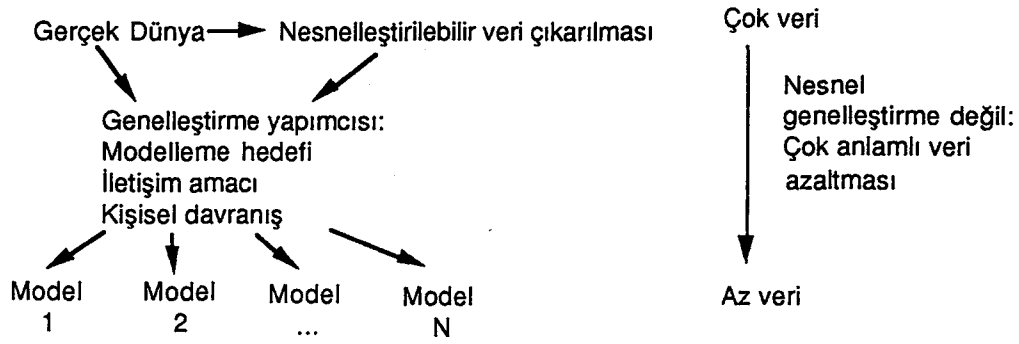 Gerçek Dünya
Nesnelleştirilebilir veri çıkarılması
Genelleştirme yapımcısı:
Modelleme hedefi
İletişim amacı
Kişisel davranış
Model
1
Model
2
Model
...
Model
N
Çok veri
Nesnel
genelleştirme değil:
Çok anlamlı veri
azaltması
Az veri